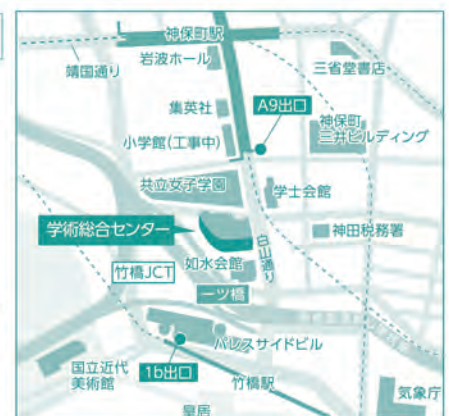 神保町駅
靖国通り
岩波ホール
三省堂書店
集英社
A9出口
神保町
三井ビルディング
小学館(工事中)
共立女子学園
学士会館
学術総合センター
神田税務署
白山通り
竹橋JCT
如水会館
一ツ橋
パレスサイドビル
国立近代
美術館
1b出口
竹橋駅
気象庁
皇居